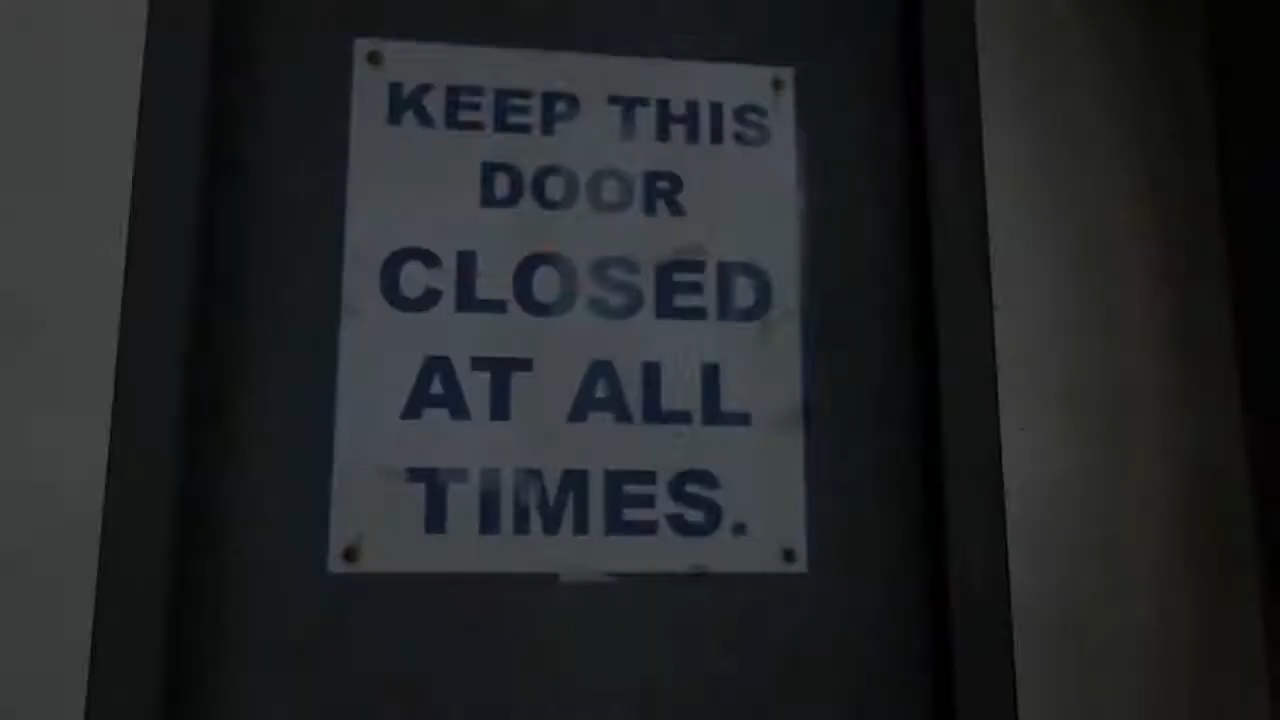 KEEP THIS
DOOR
CLOSED
AT ALL
TIMES.